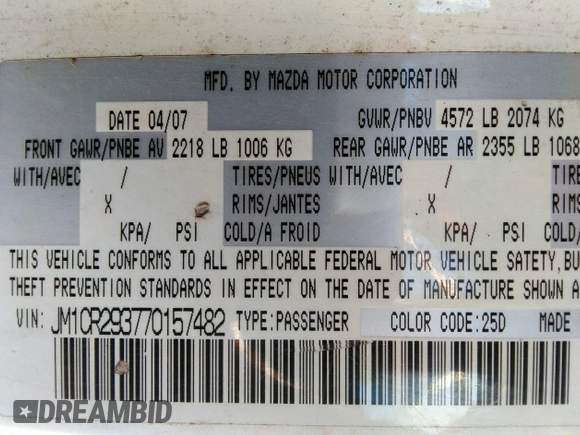 MFD. BY MAZDA MOTOR CORPORATION
DATE 04/07 GVWR/PNBV 4572 LB 2074 KG
FRONT GAWR/PNBE AV 2218 LB 1006 KG REAR GAWR/PNBE AR 2355 LB 1068
WITH/AVEC / TIRES/PNEUS WITH/AVEC / TIRES/
X RIMS/JANTES X RIMS/
KPA/ PSI COLD/A FROID KPA/ PSI COLD/
THIS VEHICLE CONFORMS TO ALL APPLICABLE FEDERAL MOTOR VEHICLE SAFETY, BU
THEFT PREVENTION STANDARDS IN EFFECT ON THE DATE OF MANUFACTURE SHOWN A
VIN: JM1CR293770157482 TYPE:PASSENGER COLOR CODE:25D MADE
DREAMBID